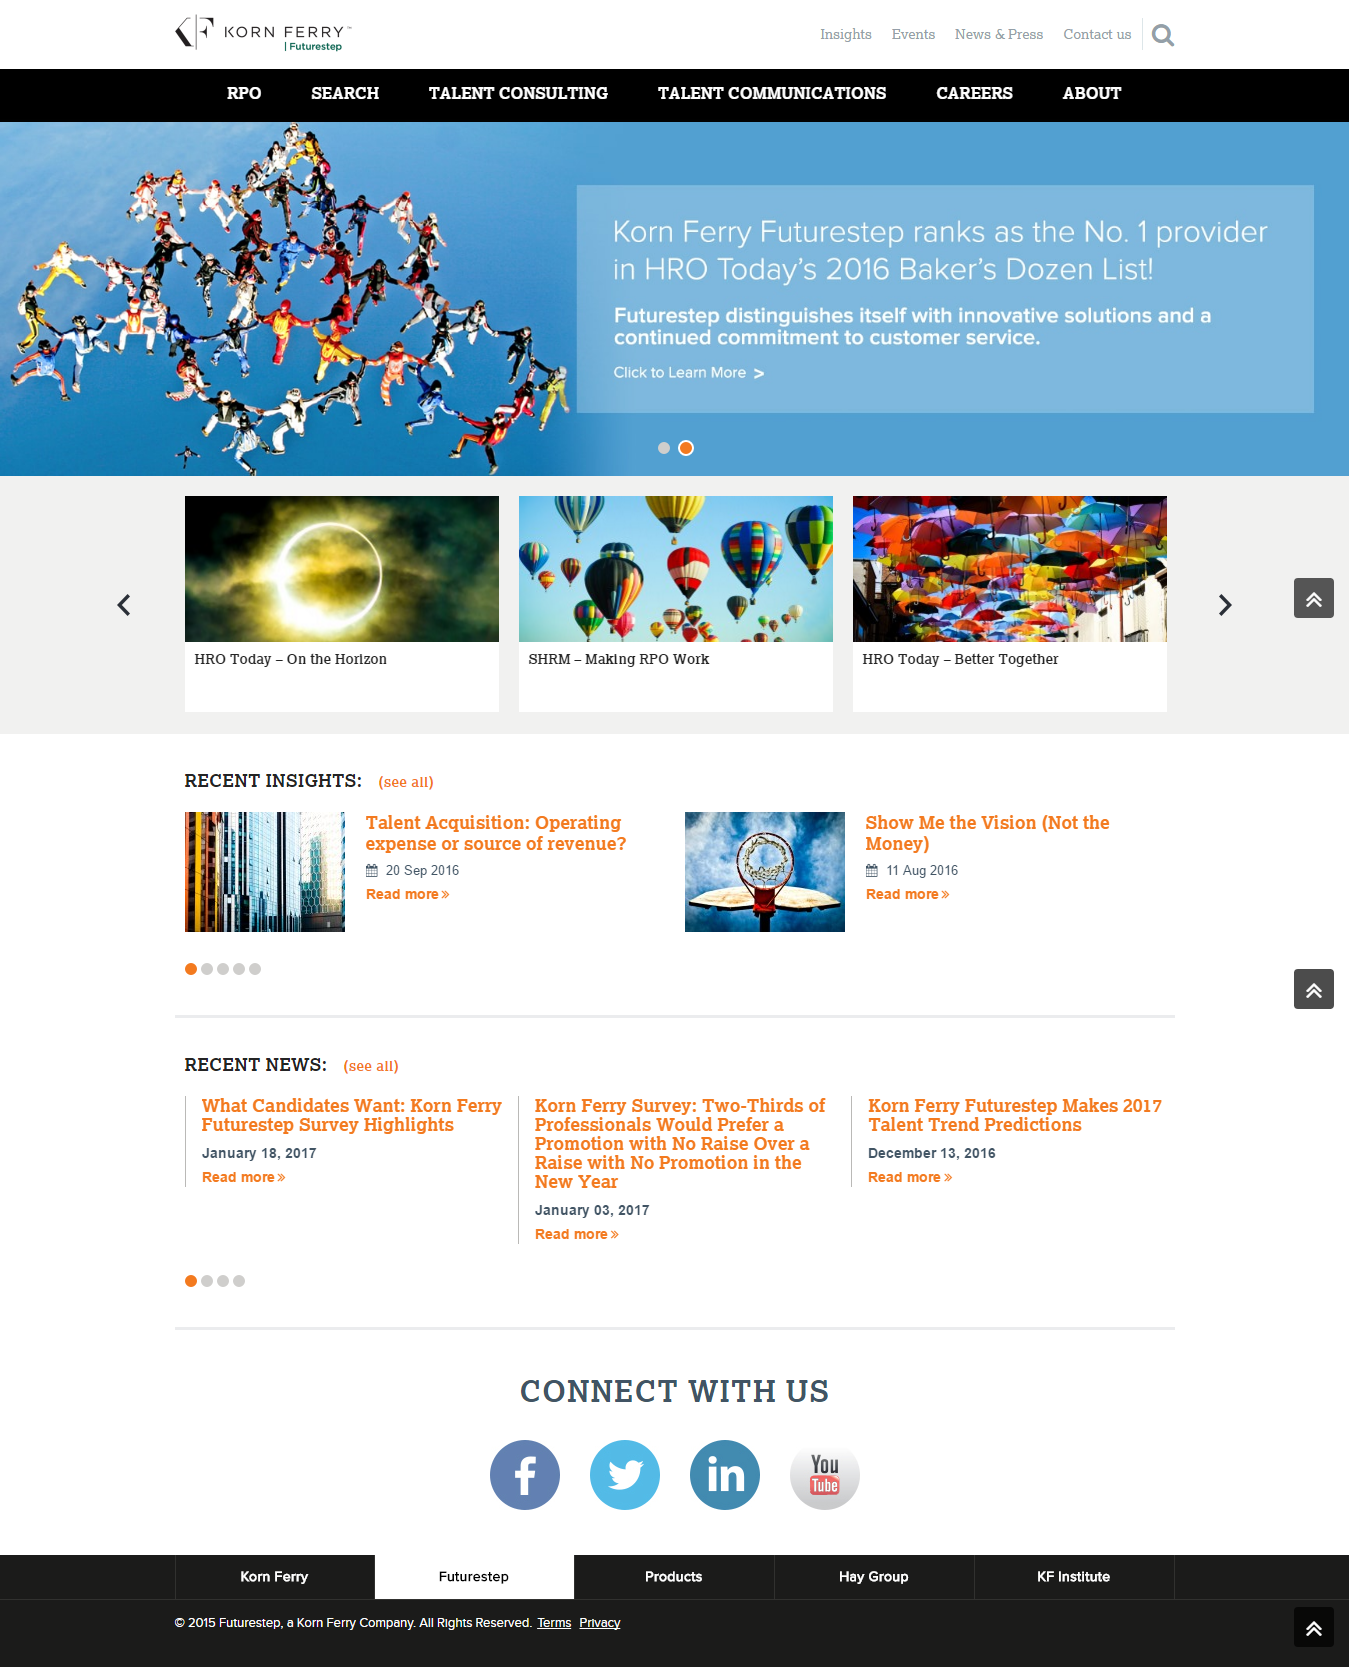 KORN FERRY™
| Futurestep
Insights Events News & Press Contact us
RPO SEARCH TALENT CONSULTING TALENT COMMUNICATIONS CAREERS ABOUT
Korn Ferry Futurestep ranks as the No. 1 provider
in HRO Today's 2016 Baker's Dozen List!
Futurestep distinguishes itself with innovative solutions and a
continued commitment to customer service.
Click to Learn More >
HRO Today – On the Horizon
SHRM – Making RPO Work
HRO Today – Better Together
RECENT INSIGHTS: (see all)
Talent Acquisition: Operating
expense or source of revenue?
20 Sep 2016
Read more »
Show Me the Vision (Not the
Money)
11 Aug 2016
Read more »
RECENT NEWS: (see all)
What Candidates Want: Korn Ferry
Futurestep Survey Highlights
January 18, 2017
Read more »
Korn Ferry Survey: Two-Thirds of
Professionals Would Prefer a
Promotion with No Raise Over a
Raise with No Promotion in the
New Year
January 03, 2017
Read more »
Korn Ferry Futurestep Makes 2017
Talent Trend Predictions
December 13, 2016
Read more »
CONNECT WITH US
f
in
You
Tube
Korn Ferry Futurestep Products Hay Group KF Institute
© 2015 Futurestep, a Korn Ferry Company. All Rights Reserved. Terms Privacy